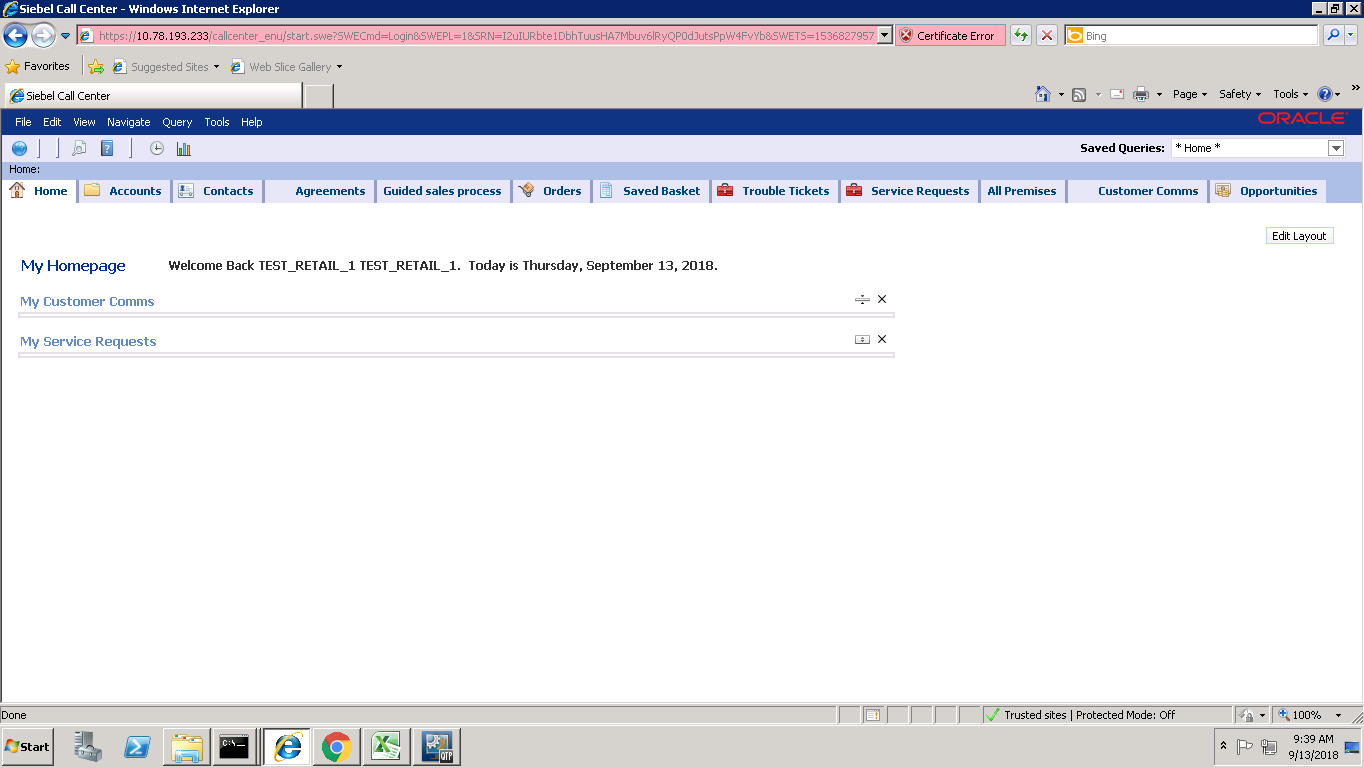 Siebel Call Center - Windows Internet Explorer
https://10.78.193.233/callcenter_enu/start.swe?SWECmd=Login&SWEPL=1&SRN=I2uIURbte1DbhTuusHA7Mbuv6lRyQP0dJutsPpW4FvYb&SWETS=1536827957 Certificate Error Bing
Favorites Suggested Sites Web Slice Gallery
Siebel Call Center Page Safety Tools »
File Edit View Navigate Query Tools Help ORACLE
Saved Queries: * Home *
Home:
Home Accounts Contacts Agreements Guided sales process Orders Saved Basket Trouble Tickets Service Requests All Premises Customer Comms Opportunities
Edit Layout
My Homepage Welcome Back TEST_RETAIL_1 TEST_RETAIL_1. Today is Thursday, September 13, 2018.
My Customer Comms
My Service Requests
Done Trusted sites | Protected Mode: Off 100%
Start C:\ QTP 9:39 AM
9/13/2018